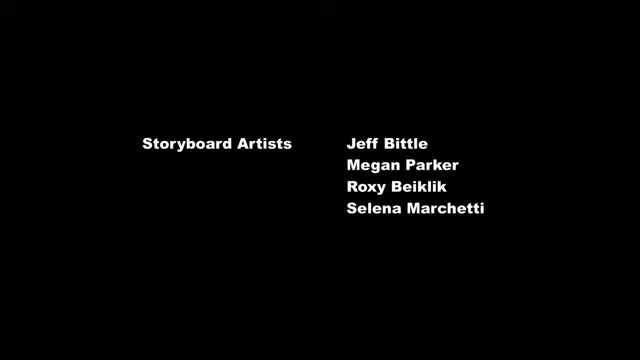 Storyboard Artists Jeff Bittle
Megan Parker
Roxy Beiklik
Selena Marchetti